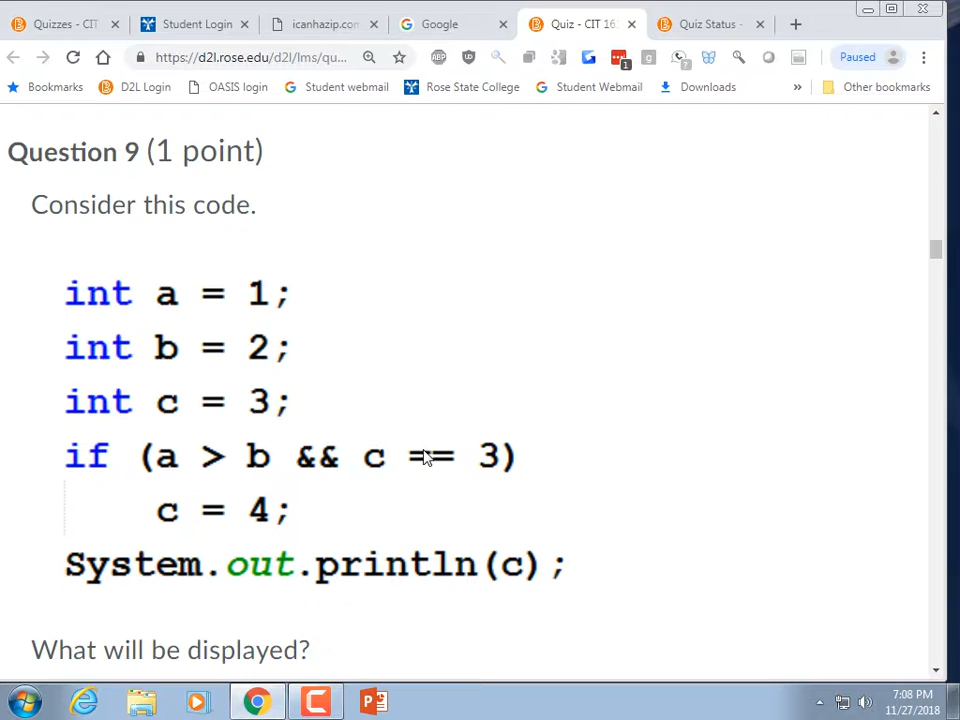 Quizzes - CIT
Student Login
icanhazip.com
Google
Quiz - CIT 16
Quiz Status -
https://d2l.rose.edu/d2l/lms/qu...
ABP
1
g
?
Paused
Bookmarks
D2L Login
OASIS login
Student webmail
Rose State College
Student Webmail
Downloads
»
Other bookmarks
Question 9 (1 point)
Consider this code.
int a = 1;
int b = 2;
int c = 3;
if (a > b && c == 3)
c = 4;
System.out.println(c);
What will be displayed?
7:08 PM
11/27/2018